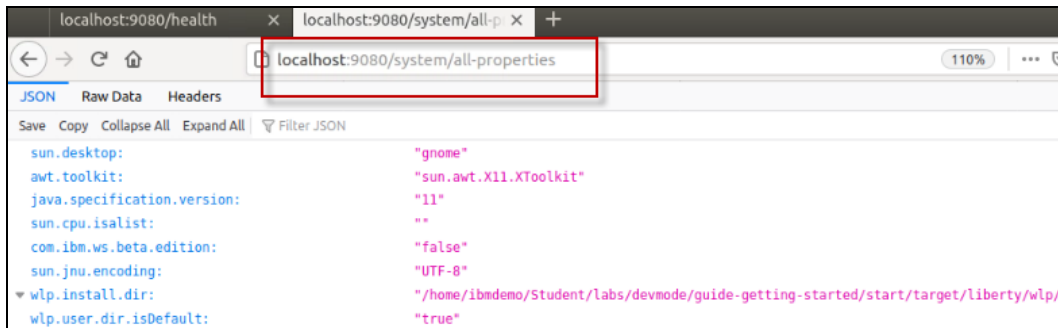 localhost:9080/health × localhost:9080/system/all-p × +
localhost:9080/system/all-properties 110% ...
JSON Raw Data Headers
Save Copy Collapse All Expand All Filter JSON
sun.desktop: "gnome"
awt.toolkit: "sun.awt.X11.XToolkit"
java.specification.version: "11"
sun.cpu.isalist: ""
com.ibm.ws.beta.edition: "false"
sun.jnu.encoding: "UTF-8"
wlp.install.dir: "/home/ibmdemo/Student/labs/devmode/guide-getting-started/start/target/liberty/wlp/
wlp.user.dir.isDefault: "true"